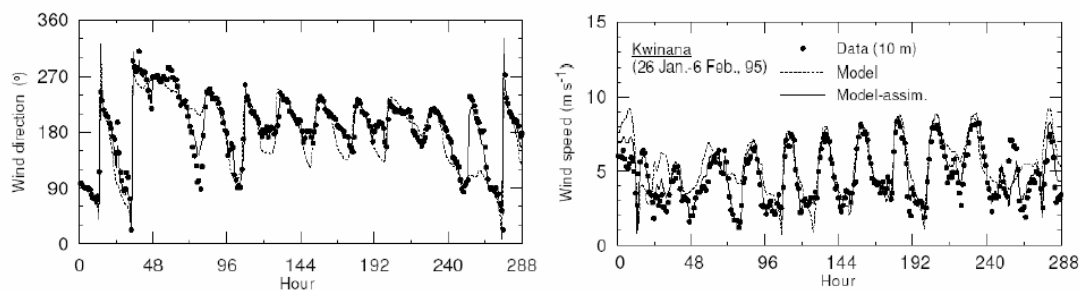 360
270
180
90
0
Wind direction (°)
0 48 96 144 192 240 288
Hour
15
10
5
0
Wind speed (m s⁻¹)
Kwinana
(26 Jan.-6 Feb., 95)
Data (10 m)
Model
Model-assim.
0 48 96 144 192 240 288
Hour